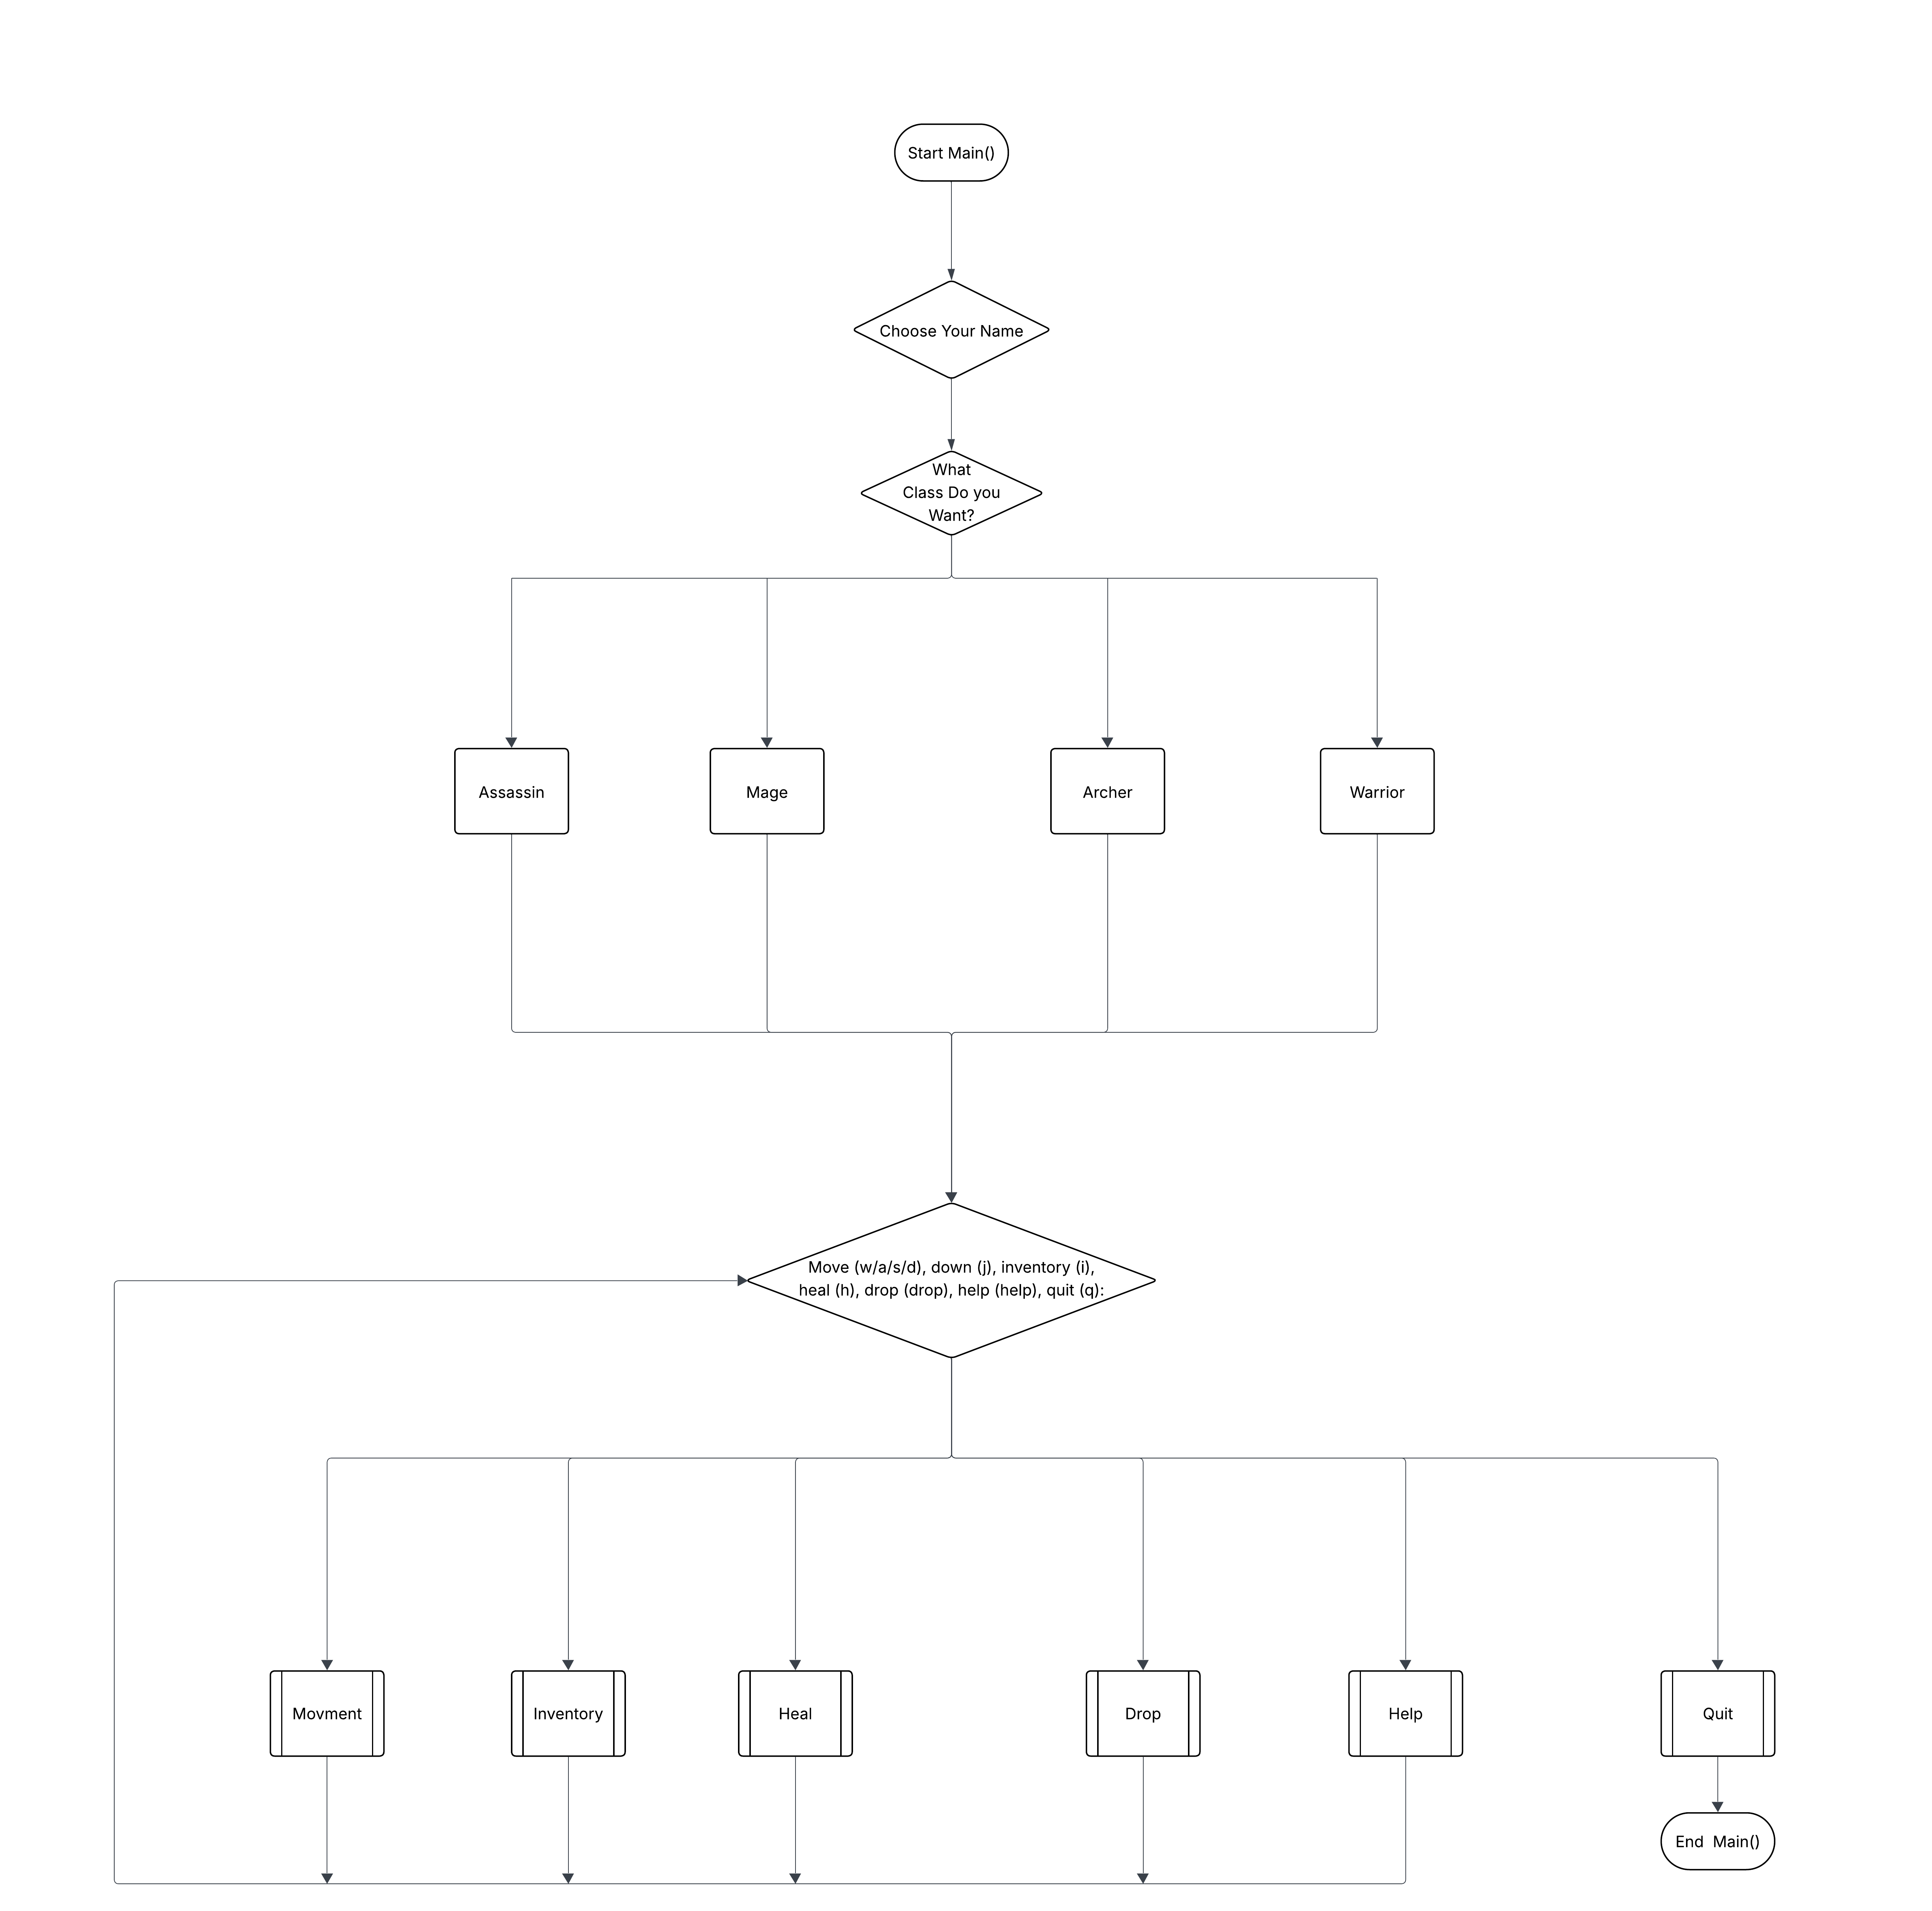 Start Main()
Choose Your Name
What
Class Do you
Want?
Assassin
Mage
Archer
Warrior
Move (w/a/s/d), down (j), inventory (i),
heal (h), drop (drop), help (help), quit (q):
Movment
Inventory
Heal
Drop
Help
Quit
End  Main()